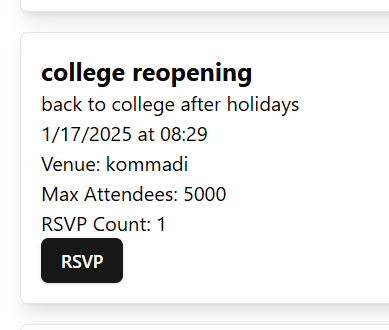 college reopening
back to college after holidays
1/17/2025 at 08:29
Venue: kommadi
Max Attendees: 5000
RSVP Count: 1
RSVP